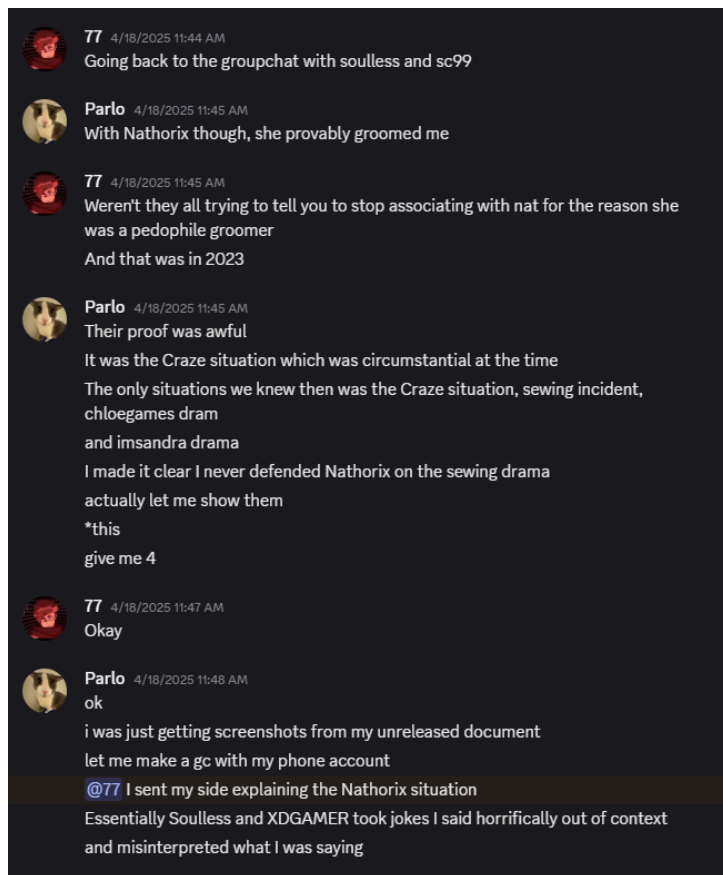 77 4/18/2025 11:44 AM
Going back to the groupchat with soulless and sc99
Parlo 4/18/2025 11:45 AM
With Nathorix though, she provably groomed me
77 4/18/2025 11:45 AM
Weren't they all trying to tell you to stop associating with nat for the reason she
was a pedophile groomer
And that was in 2023
Parlo 4/18/2025 11:45 AM
Their proof was awful
It was the Craze situation which was circumstantial at the time
The only situations we knew then was the Craze situation, sewing incident,
chloegames dram
and imsandra drama
I made it clear I never defended Nathorix on the sewing drama
actually let me show them
*this
give me 4
77 4/18/2025 11:47 AM
Okay
Parlo 4/18/2025 11:48 AM
ok
i was just getting screenshots from my unreleased document
let me make a gc with my phone account
@77 I sent my side explaining the Nathorix situation
Essentially Soulless and XDGAMER took jokes I said horrifically out of context
and misinterpreted what I was saying